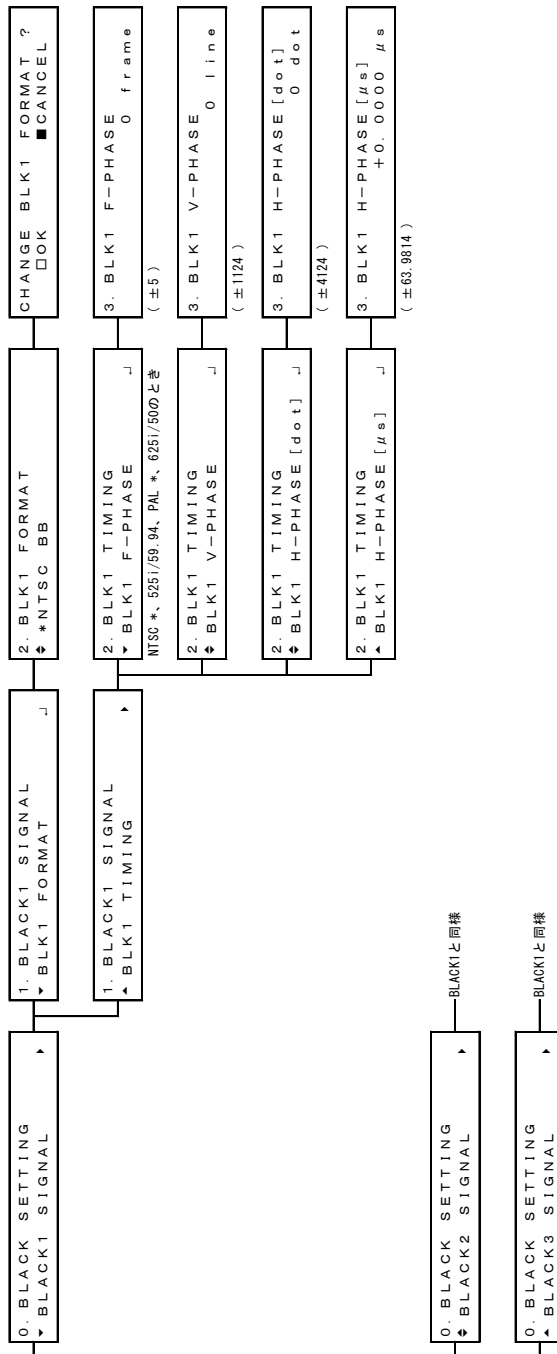 0. BLACK SETTING
▼ BLACK1 SIGNAL ▶
1. BLACK1 SIGNAL
▼ BLK1 FORMAT ┘
2. BLK1 FORMAT
♦ *NTSC BB
CHANGE BLK1 FORMAT ?
□OK ■CANCEL
1. BLACK1 SIGNAL
▲ BLK1 TIMING ▶
2. BLK1 TIMING
▼ BLK1 F－PHASE ┘
NTSC *、525i/59.94、PAL *、625i/50のとき
3. BLK1 F－PHASE
0 frame
( ±5 )
2. BLK1 TIMING
♦ BLK1 V－PHASE ┘
3. BLK1 V－PHASE
0 line
( ±1124 )
2. BLK1 TIMING
♦ BLK1 H－PHASE [dot] ┘
3. BLK1 H－PHASE [dot]
0 dot
( ±4124 )
2. BLK1 TIMING
▲ BLK1 H－PHASE [μs] ┘
3. BLK1 H－PHASE [μs]
+0. 0000 μs
( ±63.9814 )
0. BLACK SETTING
♦ BLACK2 SIGNAL ▶
BLACK1と同様
0. BLACK SETTING
▲ BLACK3 SIGNAL ▶
BLACK1と同様